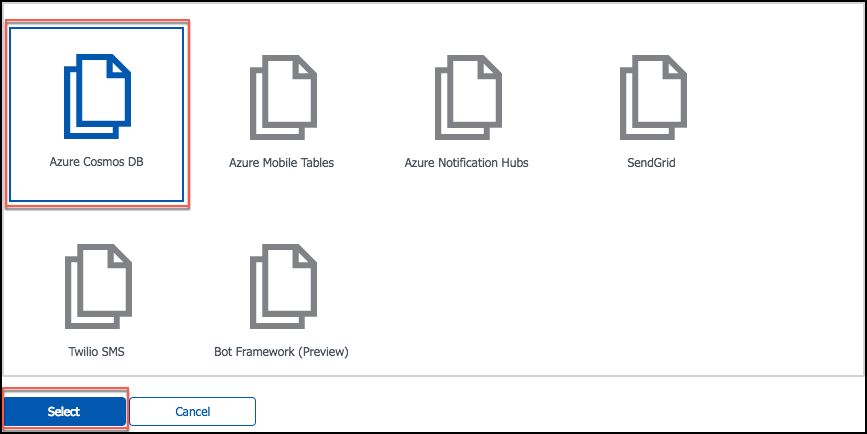 Azure Cosmos DB
Azure Mobile Tables
Azure Notification Hubs
SendGrid
Twilio SMS
Bot Framework (Preview)
Select
Cancel